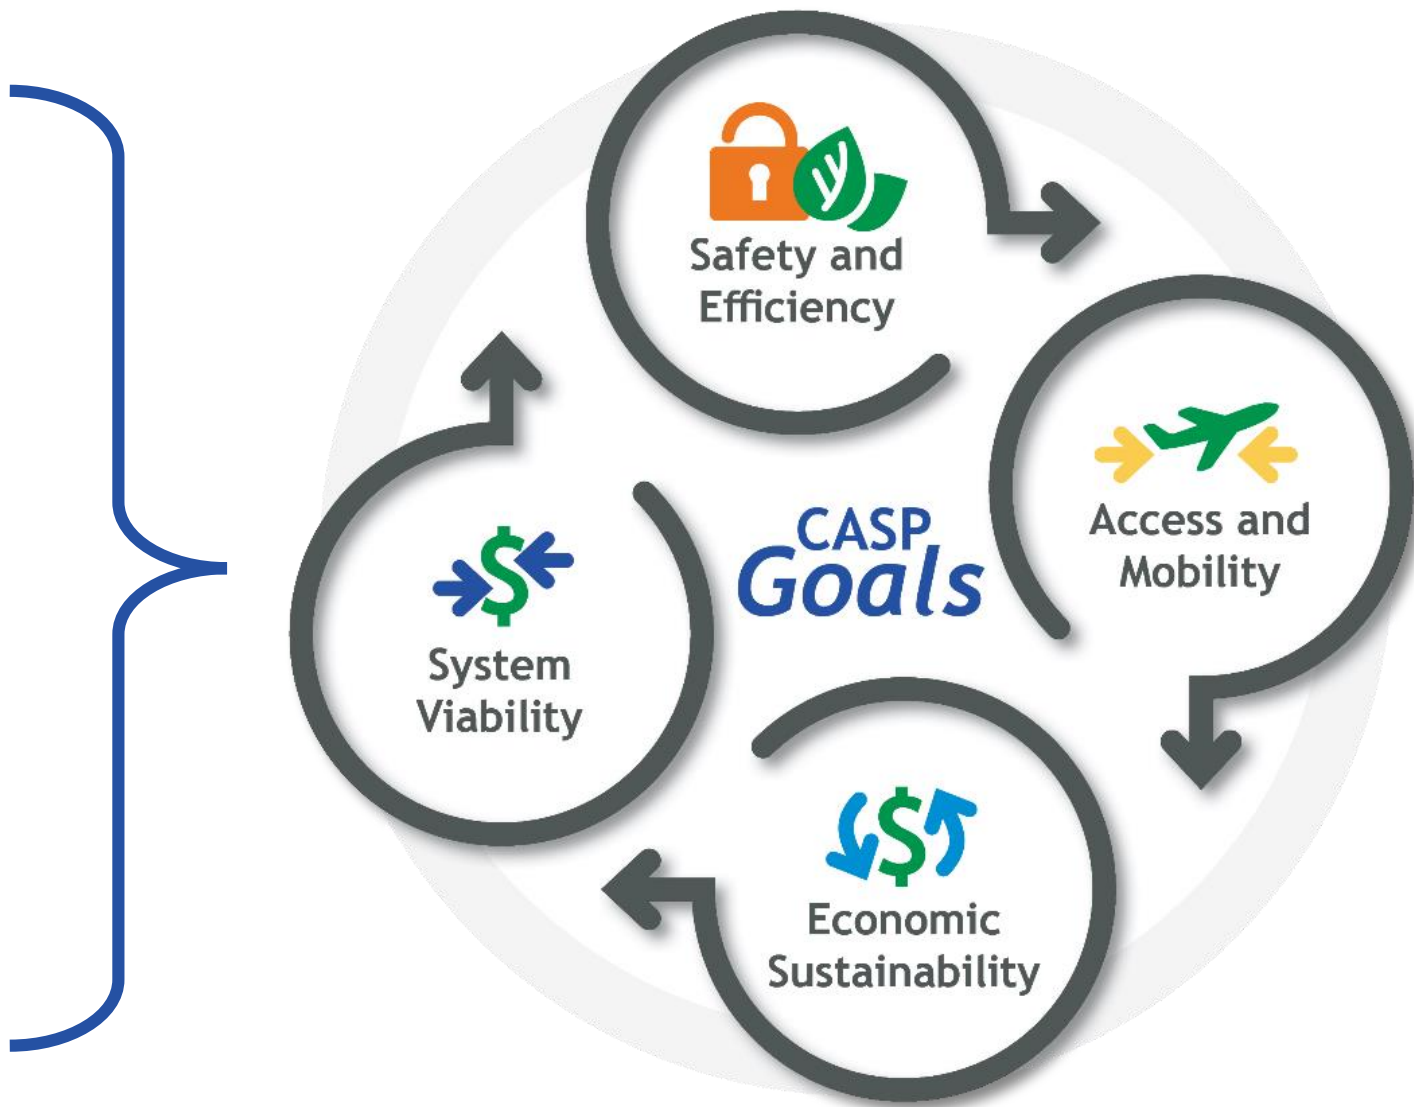 Safety and
Efficiency
Access and
Mobility
CASP
Goals
System
Viability
Economic
Sustainability